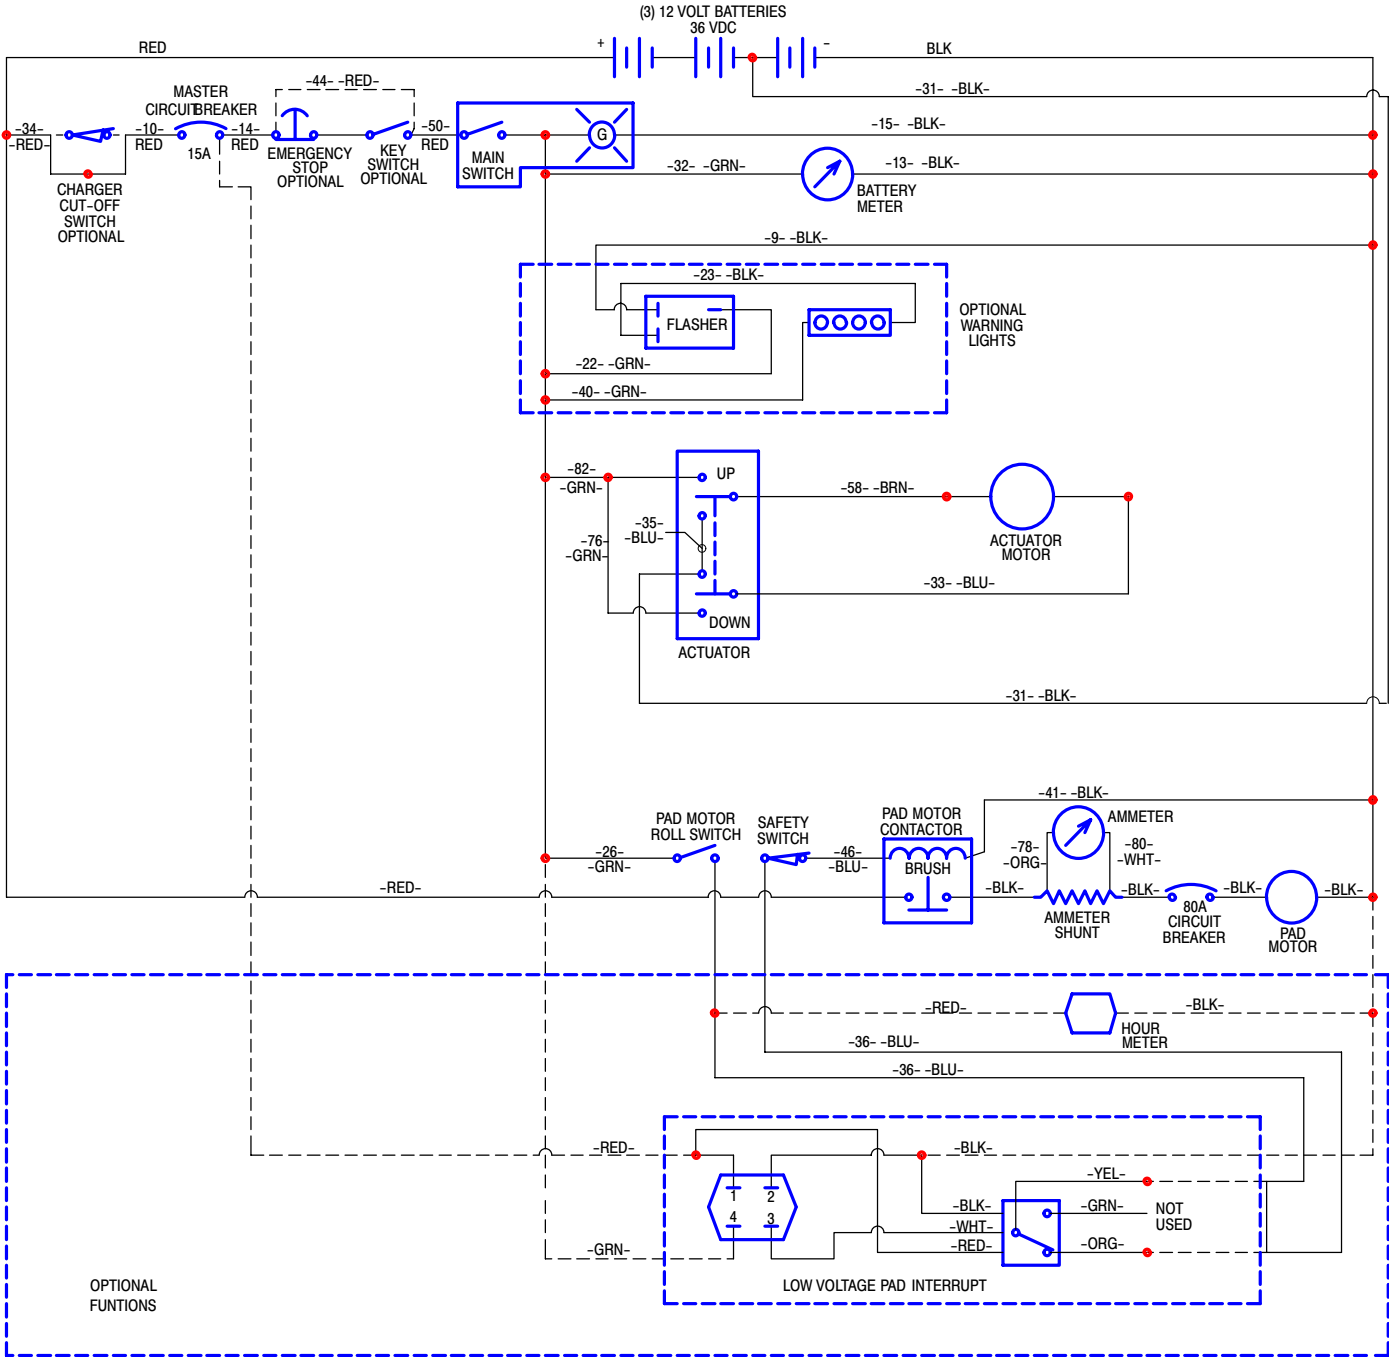 (3) 12 VOLT BATTERIES
36 VDC
+
-
RED
BLK
-31- -BLK-
-44- -RED-
MASTER
CIRCUITBREAKER
15A
-34-
-RED-
-10-
RED
-14-
RED
EMERGENCY
STOP
OPTIONAL
KEY
SWITCH
OPTIONAL
-50-
RED
MAIN
SWITCH
G
-15- -BLK-
-32- -GRN-
-13- -BLK-
BATTERY
METER
CHARGER
CUT-OFF
SWITCH
OPTIONAL
-9- -BLK-
-23- -BLK-
FLASHER
OPTIONAL
WARNING
LIGHTS
-22- -GRN-
-40- -GRN-
-82-
-GRN-
UP
-58- -BRN-
-35-
-BLU-
-76-
-GRN-
ACTUATOR
MOTOR
-33- -BLU-
DOWN
ACTUATOR
-31- -BLK-
-41- -BLK-
PAD MOTOR
ROLL SWITCH
SAFETY
SWITCH
PAD MOTOR
CONTACTOR
AMMETER
-26-
-GRN-
-46-
-BLU-
BRUSH
-78-
-ORG-
-80-
-WHT-
-RED-
-BLK-
-BLK-
-BLK-
-BLK-
AMMETER
SHUNT
80A
CIRCUIT
BREAKER
PAD
MOTOR
-RED-
-BLK-
HOUR
METER
-36- -BLU-
-36- -BLU-
-RED-
-BLK-
1
2
4
3
-YEL-
-BLK-
-GRN-
NOT
USED
-WHT-
-RED-
-ORG-
-GRN-
LOW VOLTAGE PAD INTERRUPT
OPTIONAL
FUNTIONS